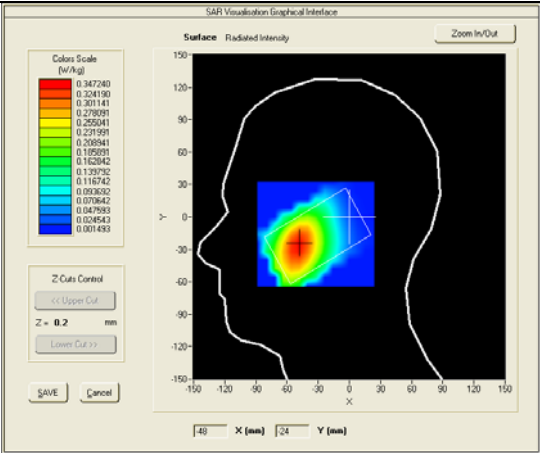 SAR Visualisation Graphical Interface
Surface Radiated Intensity
Zoom In/Out
Colors Scale
(W/kg)
0.347240
0.324190
0.301141
0.278091
0.255041
0.231991
0.208941
0.185891
0.162842
0.139792
0.116742
0.093692
0.070642
0.047593
0.024543
0.001493
Z-Cuts Control
<< Upper Cut
Z = 0.2 mm
Lower Cut >>
SAVE Cancel
150
120
90
60
30
0
-30
-60
-90
-120
-150
Y
-150 -120 -90 -60 -30 0 30 60 90 120 150
X
-48 X (mm) -24 Y (mm)